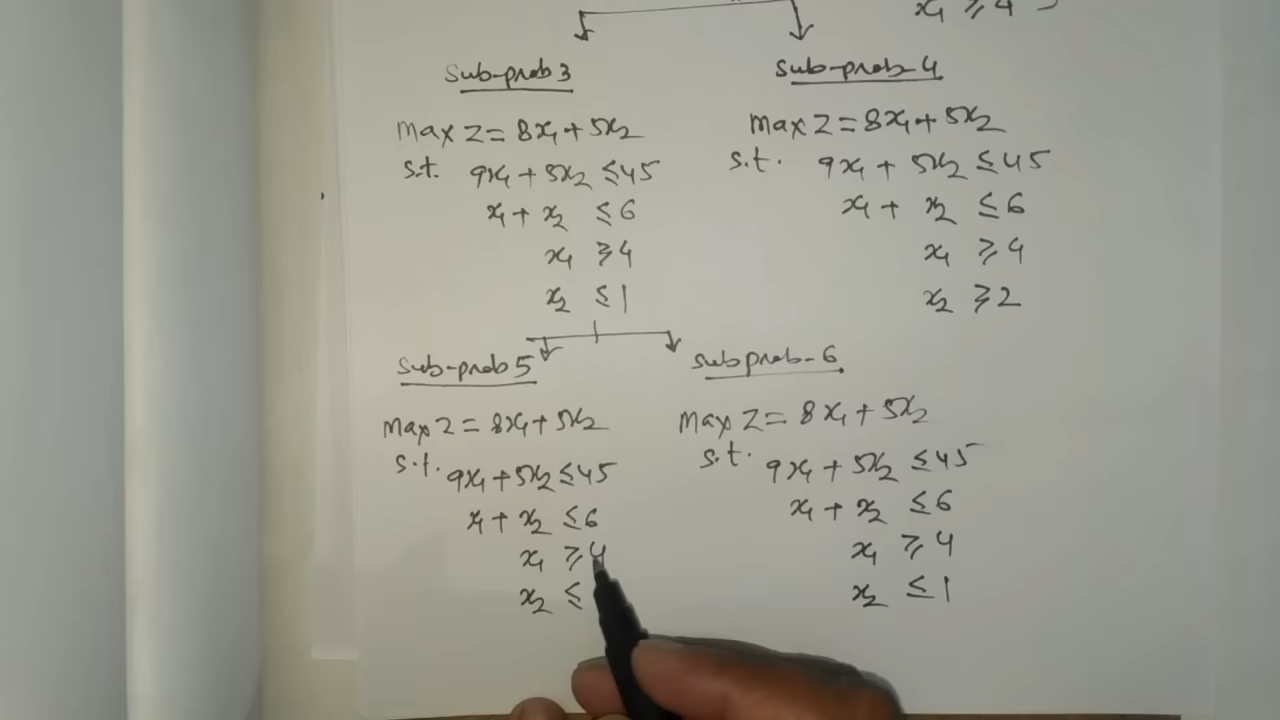 x₁ ≥ 4
Sub-prob 3
max Z = 8x₁ + 5x₂
s.t. 9x₁ + 5x₂ ≤ 45
x₁ + x₂ ≤ 6
x₁ ≥ 4
x₂ ≤ 1
Sub-prob-4
max Z = 8x₁ + 5x₂
s.t. 9x₁ + 5x₂ ≤ 45
x₁ + x₂ ≤ 6
x₁ ≥ 4
x₂ ≥ 2
Sub-prob 5
max Z = 8x₁ + 5x₂
s.t. 9x₁ + 5x₂ ≤ 45
x₁ + x₂ ≤ 6
x₁ ≥ 4
x₂ ≤
Sub prob-6
max Z = 8x₁ + 5x₂
s.t. 9x₁ + 5x₂ ≤ 45
x₁ + x₂ ≤ 6
x₁ ≥ 4
x₂ ≤ 1